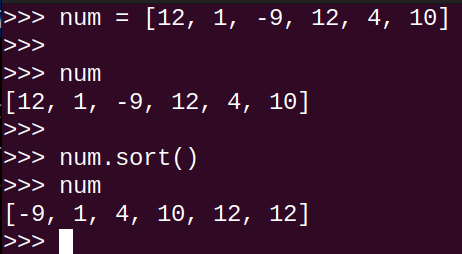 >>> num = [12, 1, -9, 12, 4, 10]
>>>
>>> num
[12, 1, -9, 12, 4, 10]
>>>
>>> num.sort()
>>> num
[-9, 1, 4, 10, 12, 12]
>>>